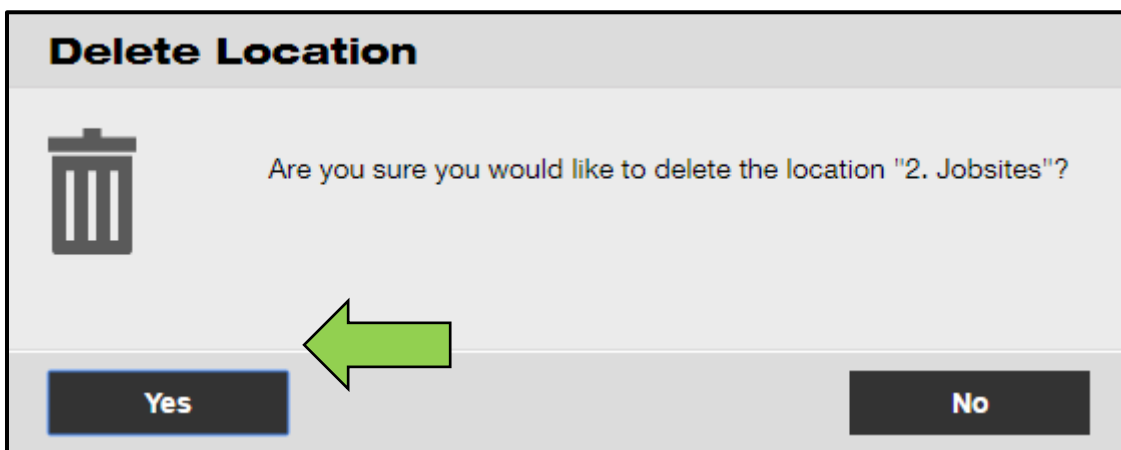 Delete Location
Are you sure you would like to delete the location "2. Jobsites"?
Yes
No